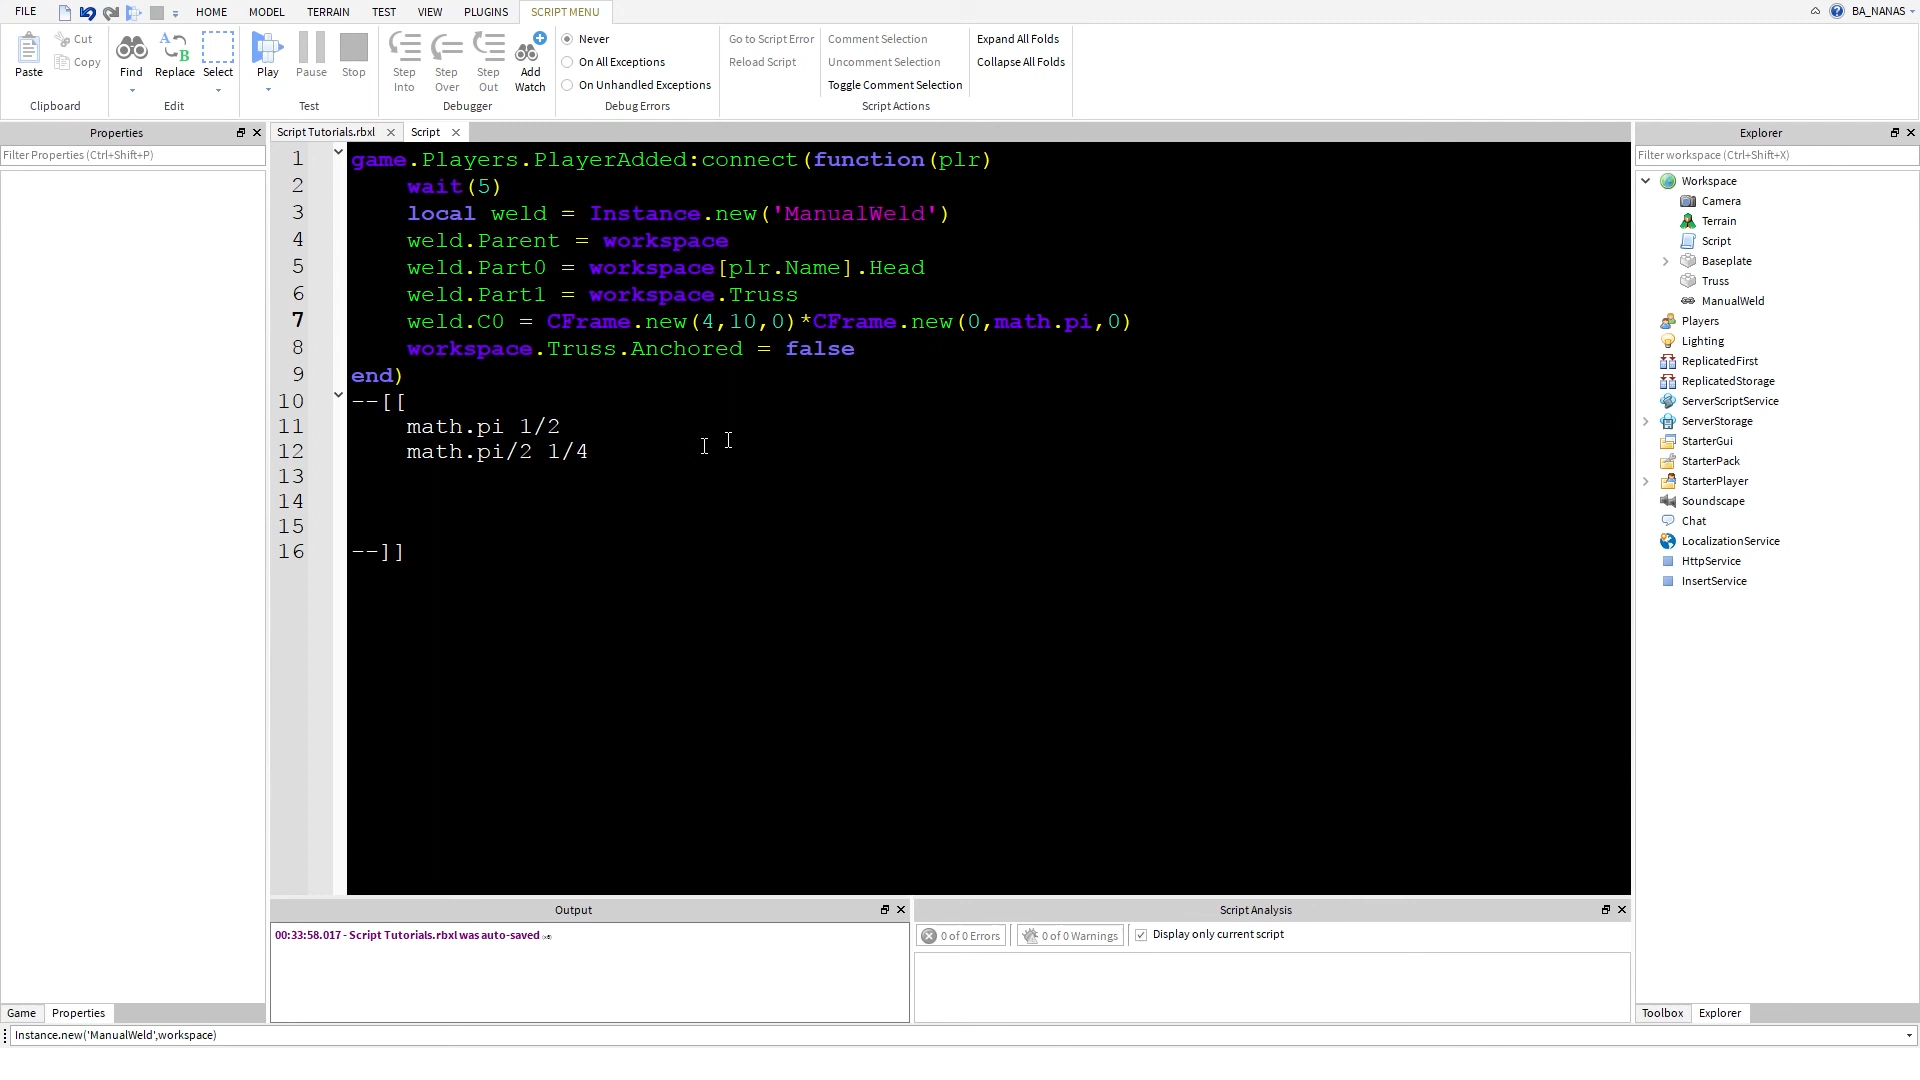 FILE HOME MODEL TERRAIN TEST VIEW PLUGINS SCRIPT MENU BA_NANAS
Paste Cut Copy Clipboard
Find Replace Select Edit
Play Pause Stop Test
Step Into Step Over Step Out Add Watch Debugger
Never
On All Exceptions
On Unhandled Exceptions
Debug Errors
Go to Script Error Comment Selection Expand All Folds
Reload Script Uncomment Selection Collapse All Folds
Toggle Comment Selection
Script Actions
Properties
Filter Properties (Ctrl+Shift+P)
Script Tutorials.rbxl Script
1 game.Players.PlayerAdded:connect(function(plr)
2 wait(5)
3 local weld = Instance.new('ManualWeld')
4 weld.Parent = workspace
5 weld.Part0 = workspace[plr.Name].Head
6 weld.Part1 = workspace.Truss
7 weld.C0 = CFrame.new(4,10,0)*CFrame.new(0,math.pi,0)
8 workspace.Truss.Anchored = false
9 end)
10 --[[
11 math.pi 1/2
12 math.pi/2 1/4
13
14
15
16 --]]
Explorer
Filter workspace (Ctrl+Shift+X)
Workspace
Camera
Terrain
Script
Baseplate
Truss
ManualWeld
Players
Lighting
ReplicatedFirst
ReplicatedStorage
ServerScriptService
ServerStorage
StarterGui
StarterPack
StarterPlayer
Soundscape
Chat
LocalizationService
HttpService
InsertService
Output
00:33:58.017 - Script Tutorials.rbxl was auto-saved
Script Analysis
0 of 0 Errors 0 of 0 Warnings Display only current script
Game Properties
Toolbox Explorer
Instance.new('ManualWeld',workspace)